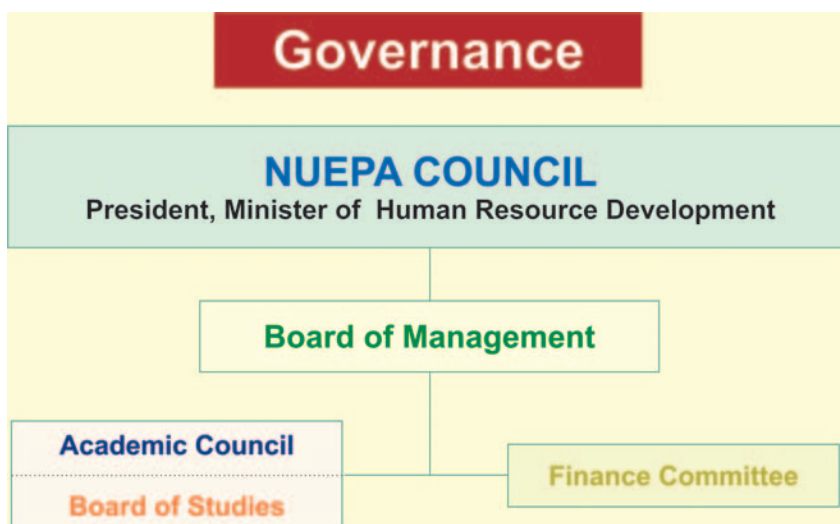 Governance
NUEPA COUNCIL
President, Minister of Human Resource Development
Board of Management
Academic Council
Board of Studies
Finance Committee